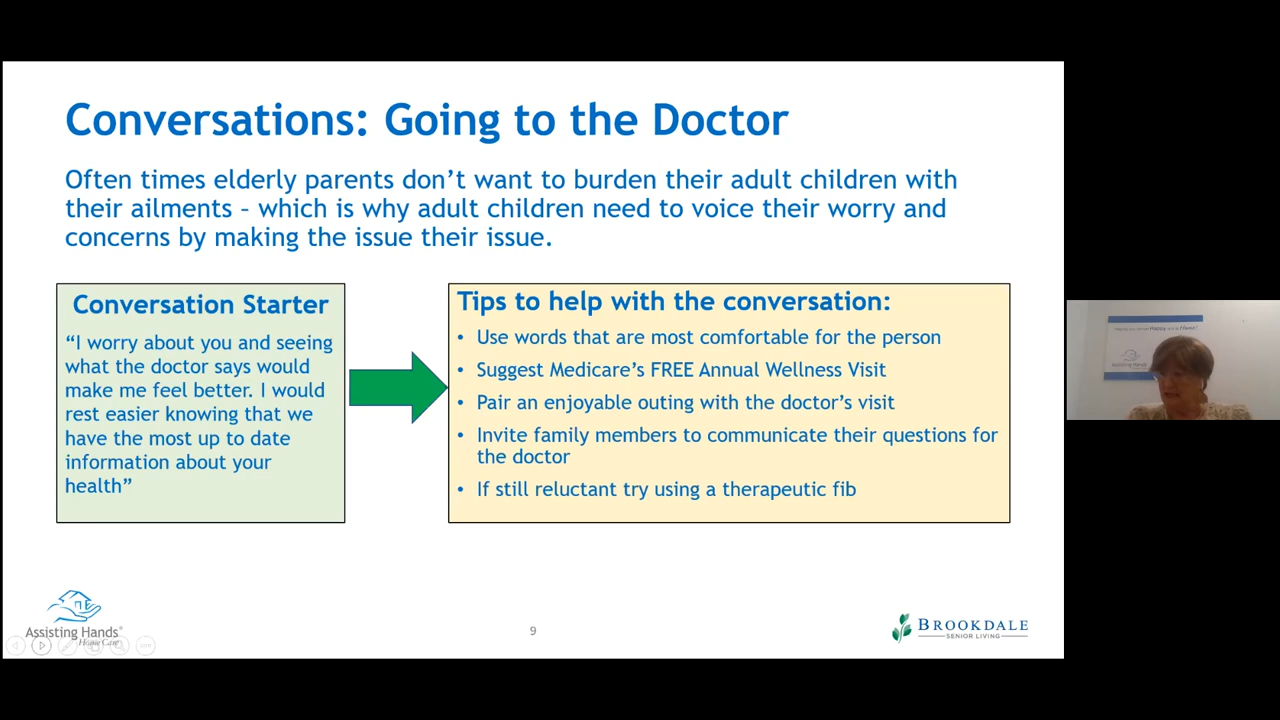 Conversations: Going to the Doctor
Often times elderly parents don’t want to burden their adult children with
their ailments – which is why adult children need to voice their worry and
concerns by making the issue their issue.
Conversation Starter
“I worry about you and seeing
what the doctor says would
make me feel better. I would
rest easier knowing that we
have the most up to date
information about your
health”
Tips to help with the conversation:
• Use words that are most comfortable for the person
• Suggest Medicare’s FREE Annual Wellness Visit
• Pair an enjoyable outing with the doctor’s visit
• Invite family members to communicate their questions for
the doctor
• If still reluctant try using a therapeutic fib
Assisting Hands®
Home Care
9
BROOKDALE
SENIOR LIVING
Assisting Hands